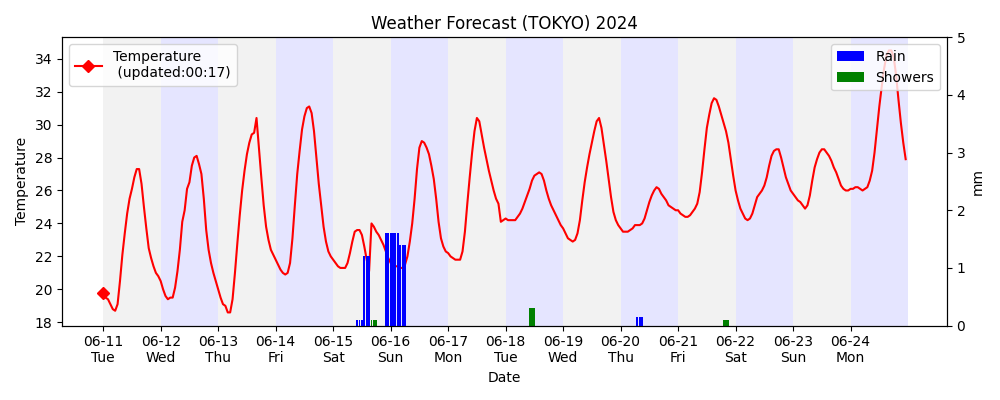 Weather Forecast (TOKYO) 2024
Temperature
(updated:00:17)
Rain
Showers
Temperature
34
32
30
28
26
24
22
20
18
5
4
3
2
1
0
mm
06-11 06-12 06-13 06-14 06-15 06-16 06-17 06-18 06-19 06-20 06-21 06-22 06-23 06-24
Tue Wed Thu Fri Sat Sun Mon Tue Wed Thu Fri Sat Sun Mon
Date